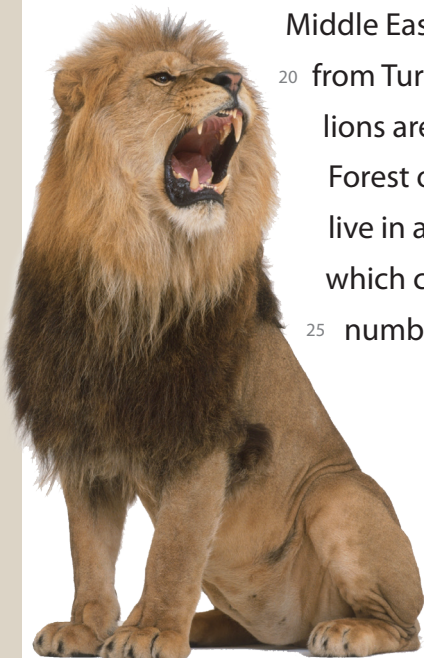 Middle Eas
20 from Tur
lions are
Forest o
live in a
which c
25 numb